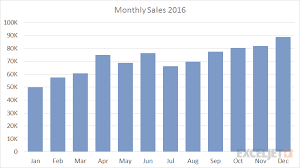 Monthly Sales 2016
100K
90K
80K
70K
60K
50K
40K
30K
20K
10K
0K
Jan Feb Mar Apr May Jun Jul Aug Sep Oct Nov Dec
EXCELJET